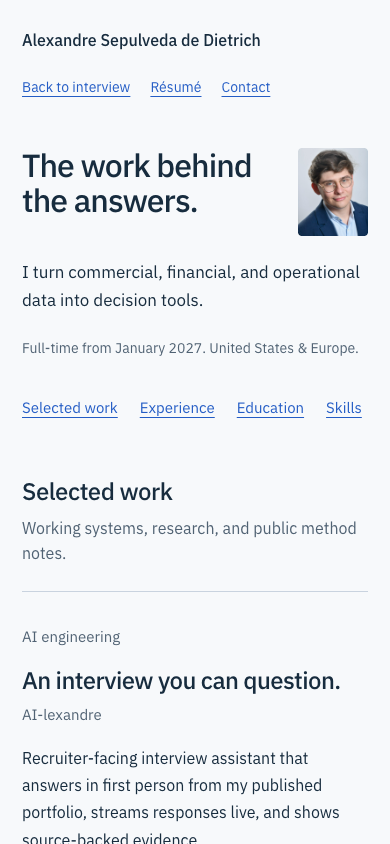 Alexandre Sepulveda de Dietrich
Back to interview Résumé Contact
The work behind
the answers.
I turn commercial, financial, and operational
data into decision tools.
Full-time from January 2027. United States & Europe.
Selected work Experience Education Skills
Selected work
Working systems, research, and public method
notes.
AI engineering
An interview you can question.
AI-lexandre
Recruiter-facing interview assistant that
answers in first person from my published
portfolio, streams responses live, and shows
source-backed evidence.